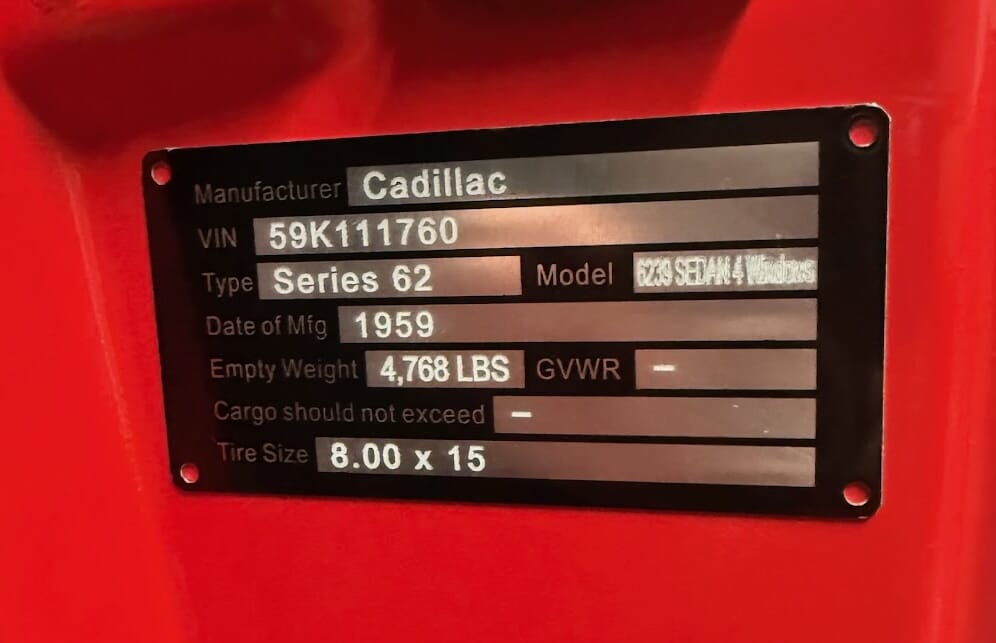 Manufacturer Cadillac
VIN 59K111760
Type Series 62 Model 6239 SEDAN 4 Windows
Date of Mfg 1959
Empty Weight 4,768 LBS GVWR –
Cargo should not exceed –
Tire Size 8.00 x 15